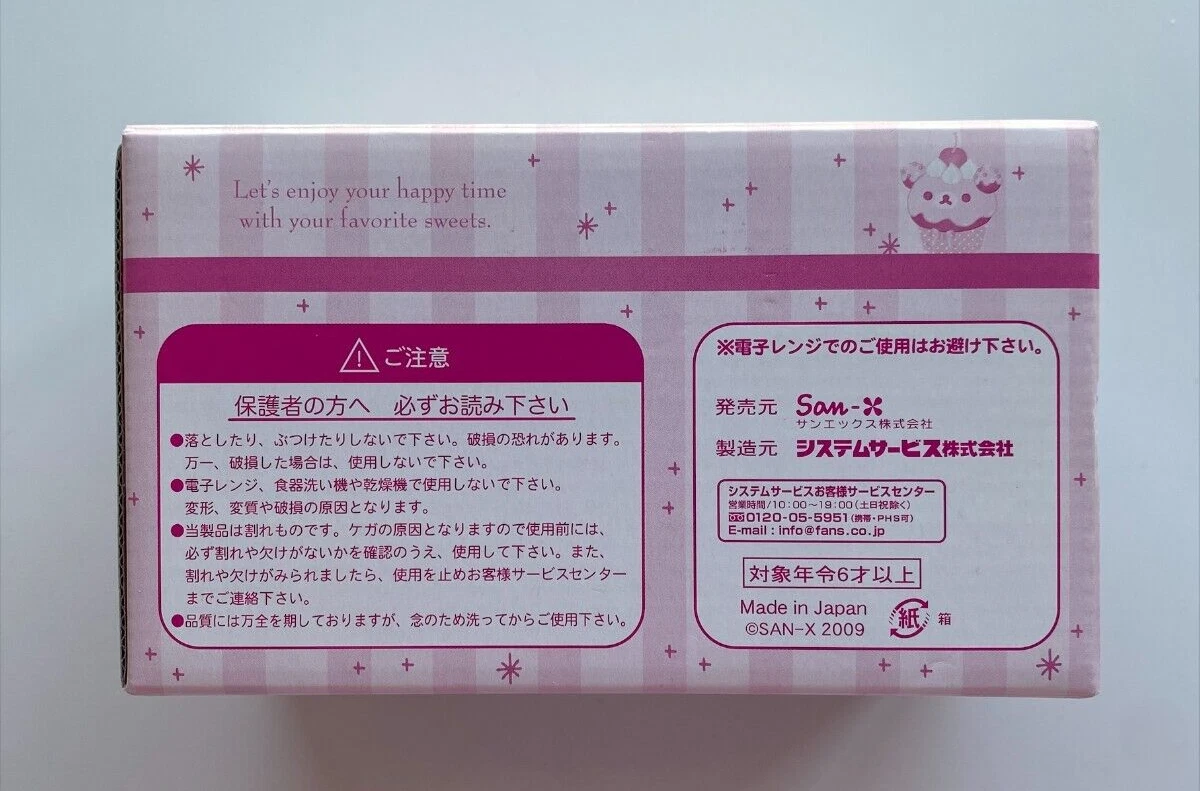 Let's enjoy your happy time
with your favorite sweets.
ご注意
保護者の方へ 必ずお読み下さい
●落としたり、ぶつけたりしないで下さい。破損の恐れがあります。
万一、破損した場合は、使用しないで下さい。
●電子レンジ、食器洗い機や乾燥機で使用しないで下さい。
変形、変質や破損の原因となります。
●当製品は割れものです。ケガの原因となりますので使用前には、
必ず割れや欠けがないかを確認のうえ、使用して下さい。また、
割れや欠けがみられましたら、使用を止めお客様サービスセンター
までご連絡下さい。
●品質には万全を期しておりますが、念のため洗ってからご使用下さい。
※電子レンジでのご使用はお避け下さい。
発売元 San-X
サンエックス株式会社
製造元 システムサービス株式会社
システムサービスお客様サービスセンター
営業時間/10:00〜19:00(土日祝除く)
0120-05-5951(携帯・PHS可)
E-mail : info@fans.co.jp
対象年令6才以上
Made in Japan
©SAN-X 2009
紙 箱